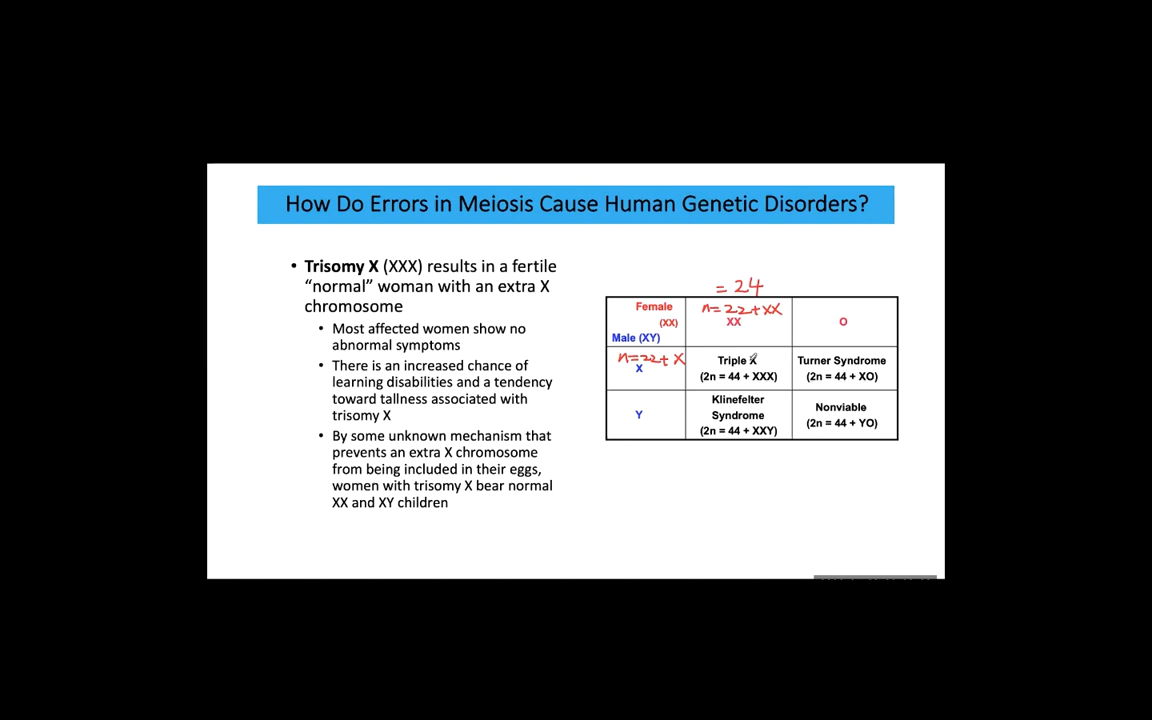 How Do Errors in Meiosis Cause Human Genetic Disorders?
• Trisomy X (XXX) results in a fertile
“normal” woman with an extra X
chromosome
• Most affected women show no
abnormal symptoms
• There is an increased chance of
learning disabilities and a tendency
toward tallness associated with
trisomy X
• By some unknown mechanism that
prevents an extra X chromosome
from being included in their eggs,
women with trisomy X bear normal
XX and XY children
= 24
Female
(XX)
Male (XY)
n=22+XX
XX
O
n=22+X
X
Triple X
(2n = 44 + XXX)
Turner Syndrome
(2n = 44 + XO)
Y
Klinefelter
Syndrome
(2n = 44 + XXY)
Nonviable
(2n = 44 + YO)